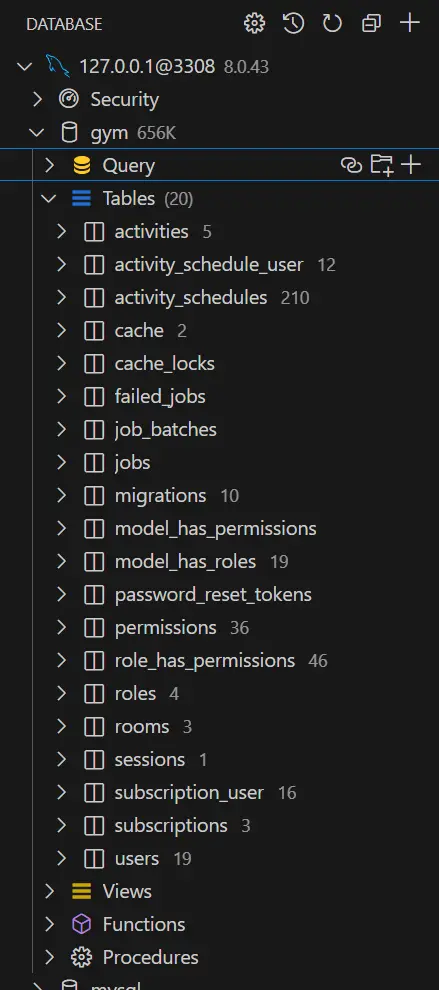 DATABASE
127.0.0.1@3308 8.0.43
Security
gym 656K
Query
Tables (20)
activities 5
activity_schedule_user 12
activity_schedules 210
cache 2
cache_locks
failed_jobs
job_batches
jobs
migrations 10
model_has_permissions
model_has_roles 19
password_reset_tokens
permissions 36
role_has_permissions 46
roles 4
rooms 3
sessions 1
subscription_user 16
subscriptions 3
users 19
Views
Functions
Procedures
mysql